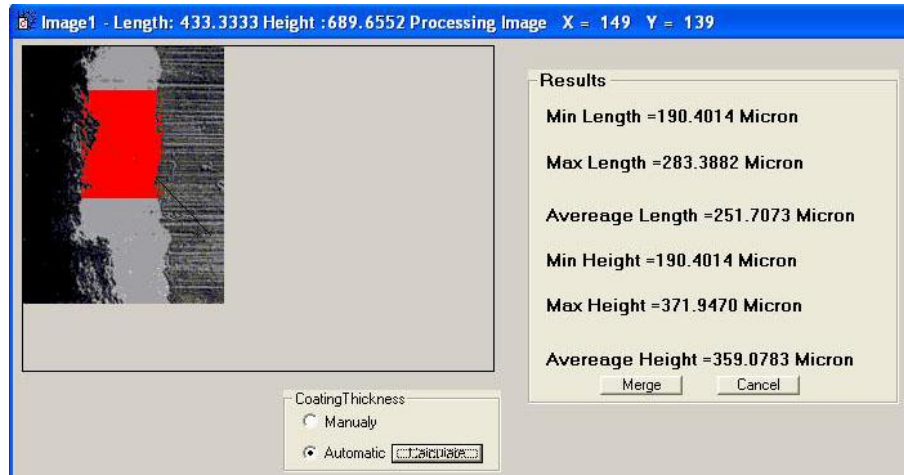 Image1 - Length: 433.3333 Height :689.6552 Processing Image X = 149 Y = 139
Results
Min Length =190.4014 Micron
Max Length =283.3882 Micron
Avereage Length =251.7073 Micron
Min Height =190.4014 Micron
Max Height =371.9470 Micron
Avereage Height =359.0783 Micron
Merge Cancel
CoatingThickness
Manualy
Automatic Calculate